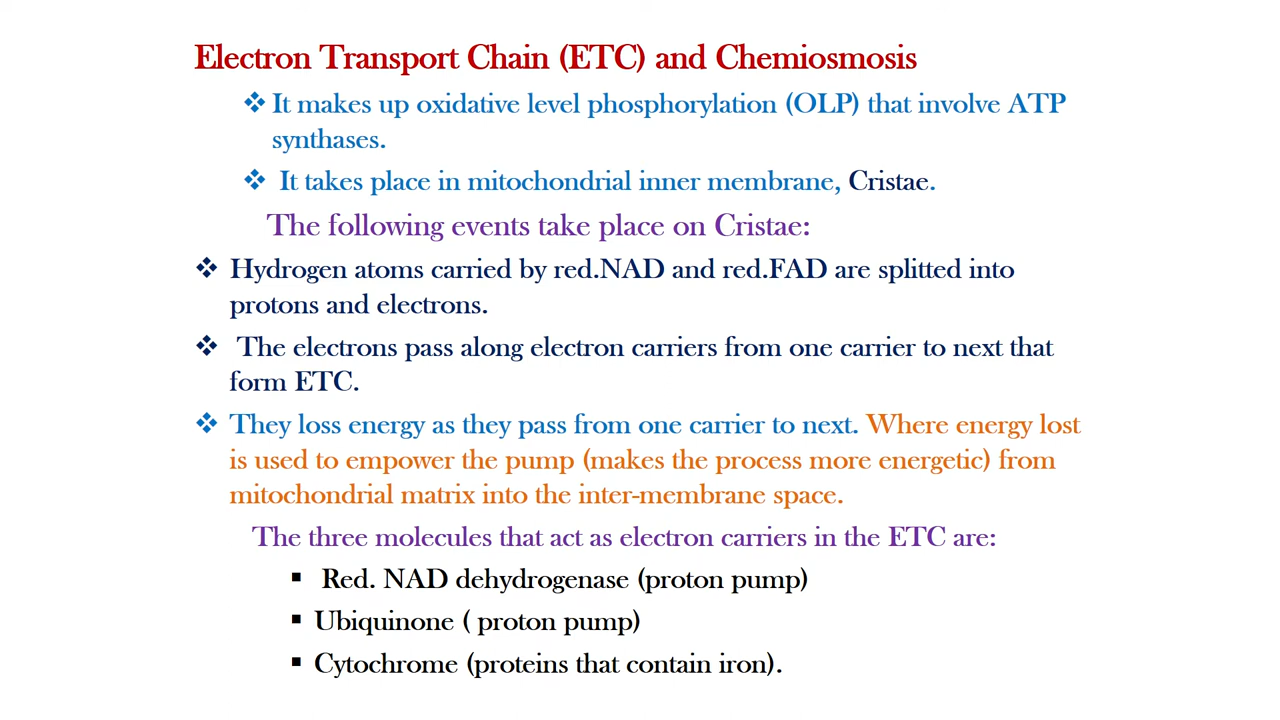 Electron Transport Chain (ETC) and Chemiosmosis
❖ It makes up oxidative level phosphorylation (OLP) that involve ATP
synthases.
❖ It takes place in mitochondrial inner membrane, Cristae.
The following events take place on Cristae:
❖ Hydrogen atoms carried by red.NAD and red.FAD are splitted into
protons and electrons.
❖ The electrons pass along electron carriers from one carrier to next that
form ETC.
❖ They loss energy as they pass from one carrier to next. Where energy lost
is used to empower the pump (makes the process more energetic) from
mitochondrial matrix into the inter-membrane space.
The three molecules that act as electron carriers in the ETC are:
▪ Red. NAD dehydrogenase (proton pump)
▪ Ubiquinone ( proton pump)
▪ Cytochrome (proteins that contain iron).